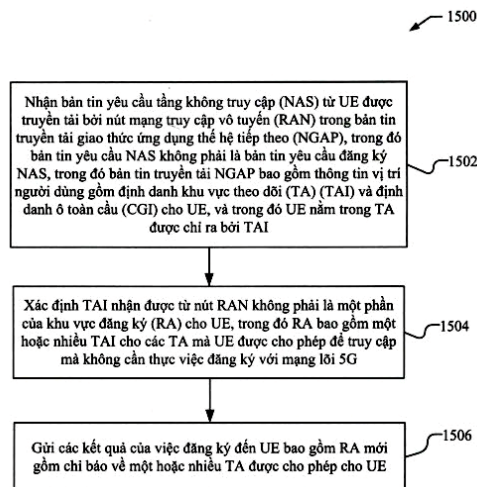 1500
Nhận bản tin yêu cầu tầng không truy cập (NAS) từ UE được
truyền tải bởi nút mạng truy cập vô tuyến (RAN) trong bản tin
truyền tải giao thức ứng dụng thế hệ tiếp theo (NGAP), trong đó
bản tin yêu cầu NAS không phải là bản tin yêu cầu đăng ký
NAS, trong đó bản tin truyền tải NGAP bao gồm thông tin vị trí
người dùng gồm định danh khu vực theo dõi (TA) (TAI) và định
danh ô toàn cầu (CGI) cho UE, và trong đó UE nằm trong TA
được chỉ ra bởi TAI
1502
Xác định TAI nhận được từ nút RAN không phải là một phần
của khu vực đăng ký (RA) cho UE, trong đó RA bao gồm một
hoặc nhiều TAI cho các TA mà UE được cho phép để truy cập
mà không cần thực việc đăng ký với mạng lõi 5G
1504
Gửi các kết quả của việc đăng ký đến UE bao gồm RA mới
gồm chỉ báo về một hoặc nhiều TA được cho phép cho UE
1506